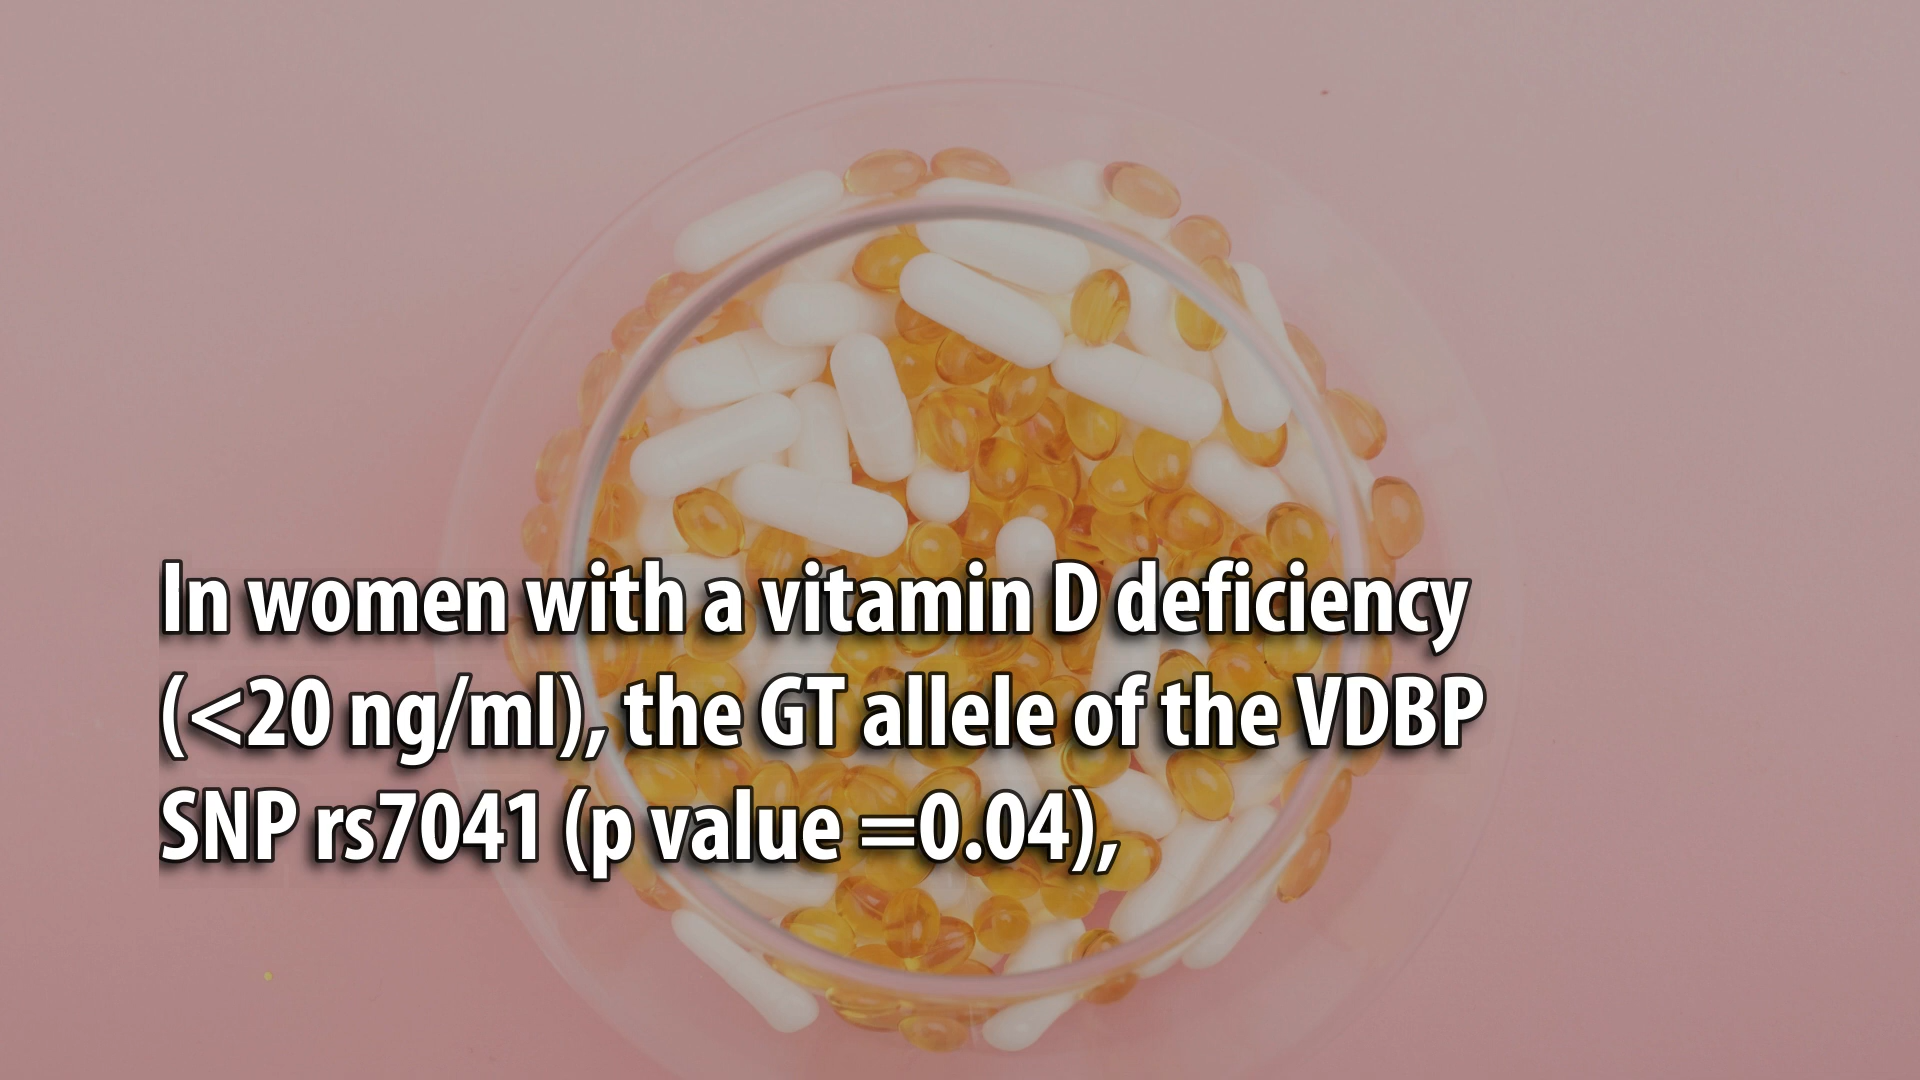 In women with a vitamin D deficiency
(<20 ng/ml), the GT allele of the VDBP
SNP rs7041 (p value =0.04),